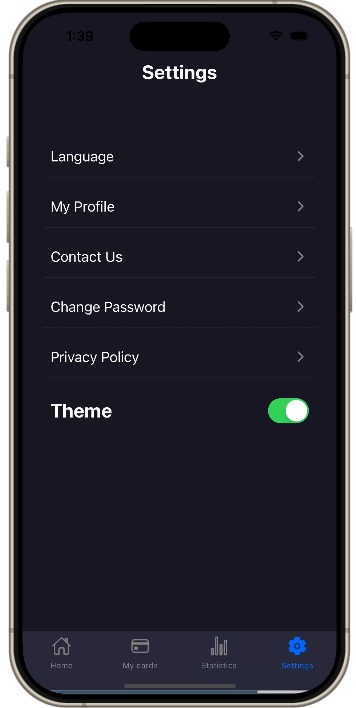 1:39
Settings
Language
My Profile
Contact Us
Change Password
Privacy Policy
Theme
Home
My cards
Statistics
Settings